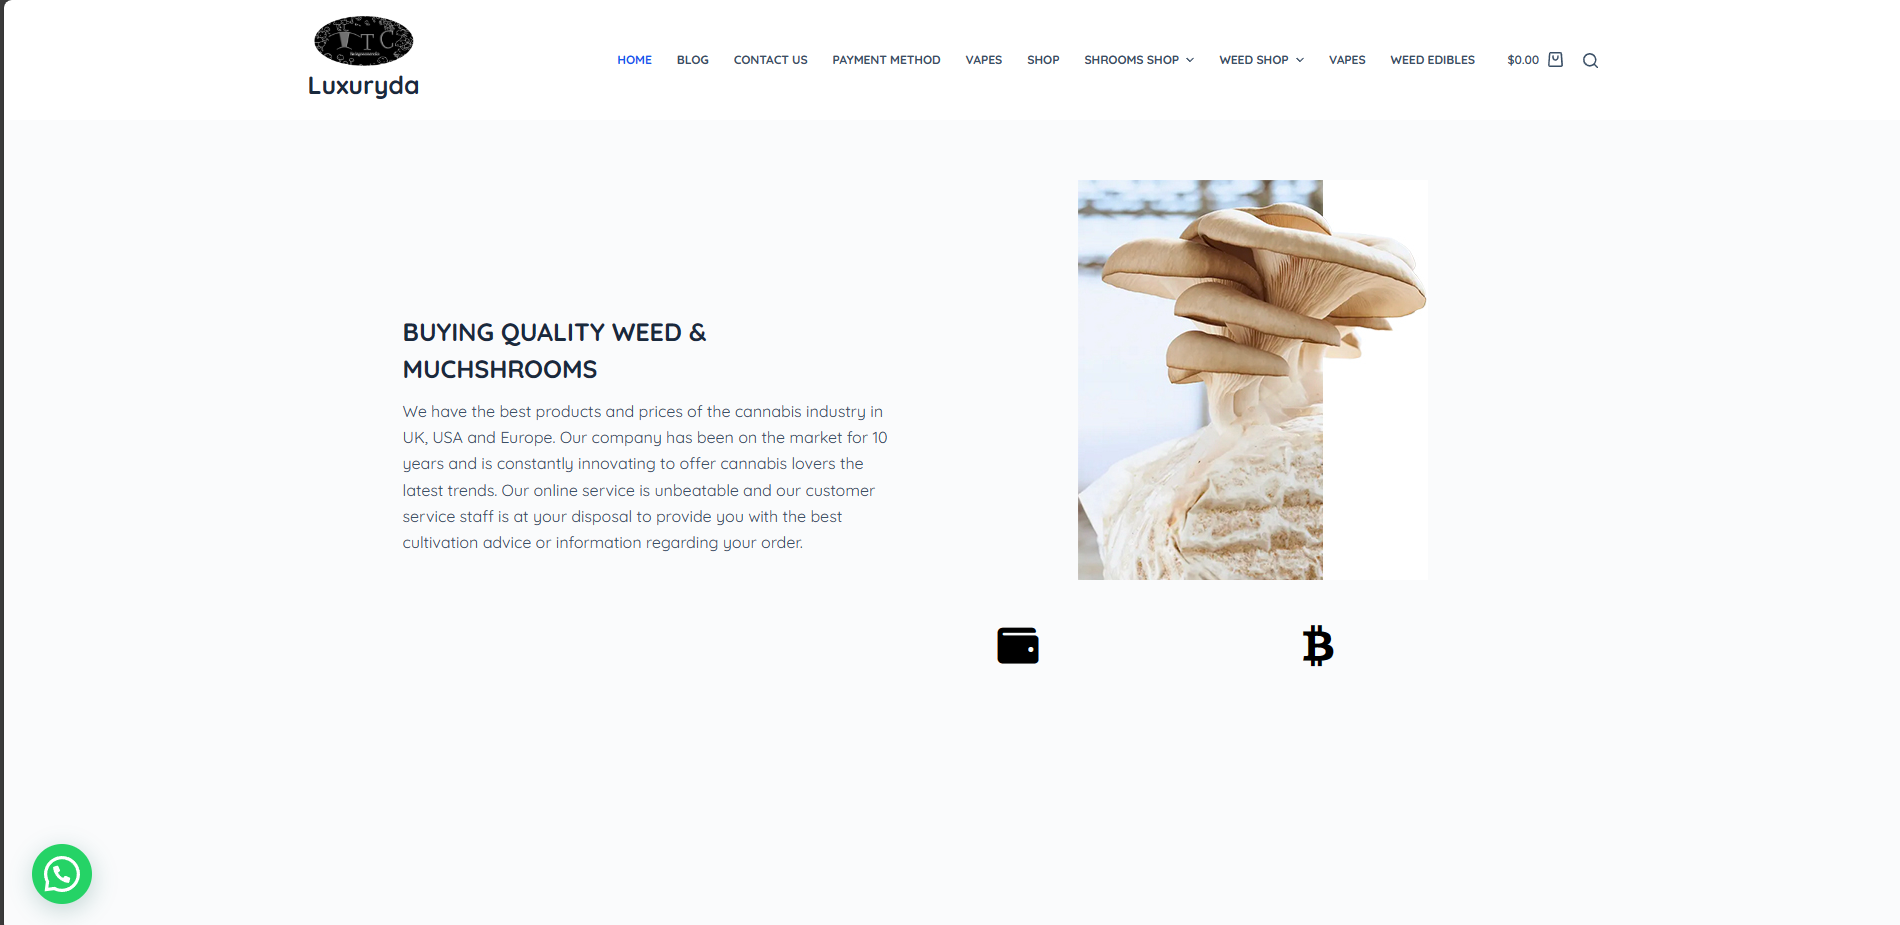 TTC
Luxuryda
HOME BLOG CONTACT US PAYMENT METHOD VAPES SHOP SHROOMS SHOP WEED SHOP VAPES WEED EDIBLES $0.00
BUYING QUALITY WEED &
MUCHSHROOMS
We have the best products and prices of the cannabis industry in
UK, USA and Europe. Our company has been on the market for 10
years and is constantly innovating to offer cannabis lovers the
latest trends. Our online service is unbeatable and our customer
service staff is at your disposal to provide you with the best
cultivation advice or information regarding your order.